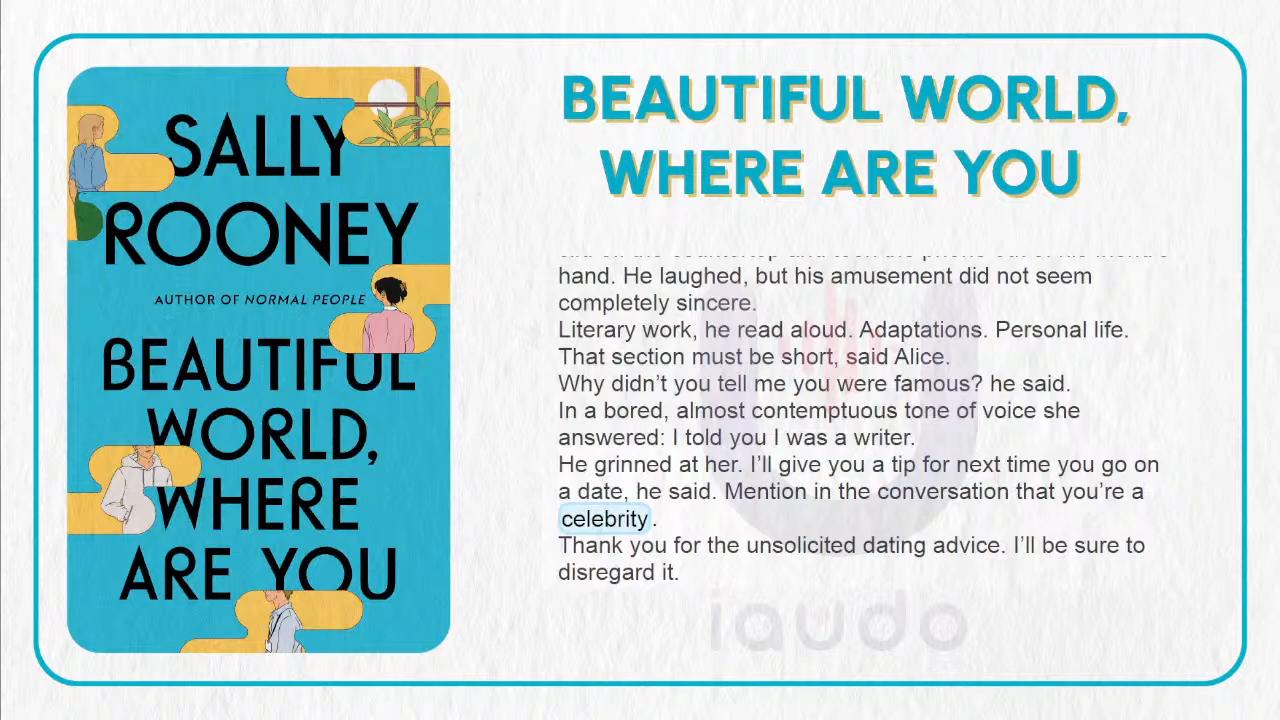 SALLY
ROONEY
AUTHOR OF NORMAL PEOPLE
BEAUTIFUL
WORLD,
WHERE
ARE YOU
BEAUTIFUL WORLD,
WHERE ARE YOU
hand. He laughed, but his amusement did not seem
completely sincere.
Literary work, he read aloud. Adaptations. Personal life.
That section must be short, said Alice.
Why didn’t you tell me you were famous? he said.
In a bored, almost contemptuous tone of voice she
answered: I told you I was a writer.
He grinned at her. I’ll give you a tip for next time you go on
a date, he said. Mention in the conversation that you’re a
celebrity.
Thank you for the unsolicited dating advice. I’ll be sure to
disregard it.
iaudo